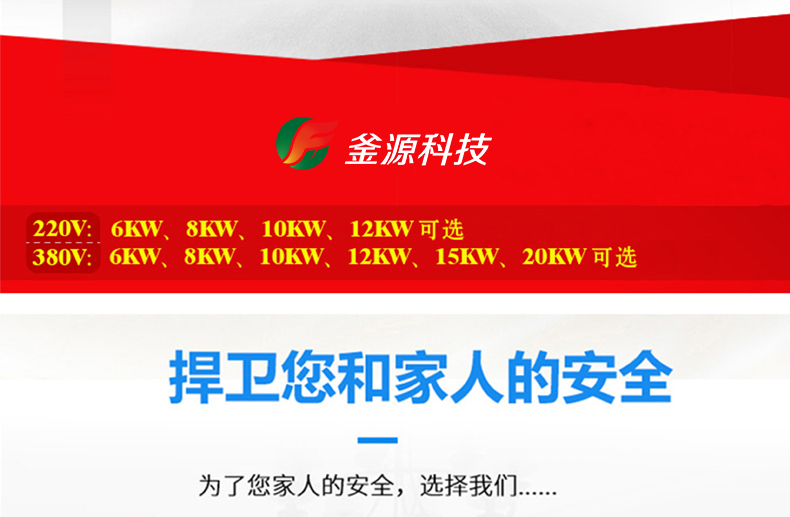 釜源科技
220V: 6KW、8KW、10KW、12KW 可选
380V: 6KW、8KW、10KW、12KW、15KW、20KW 可选
捍卫您和家人的安全
为了您家人的安全，选择我们......